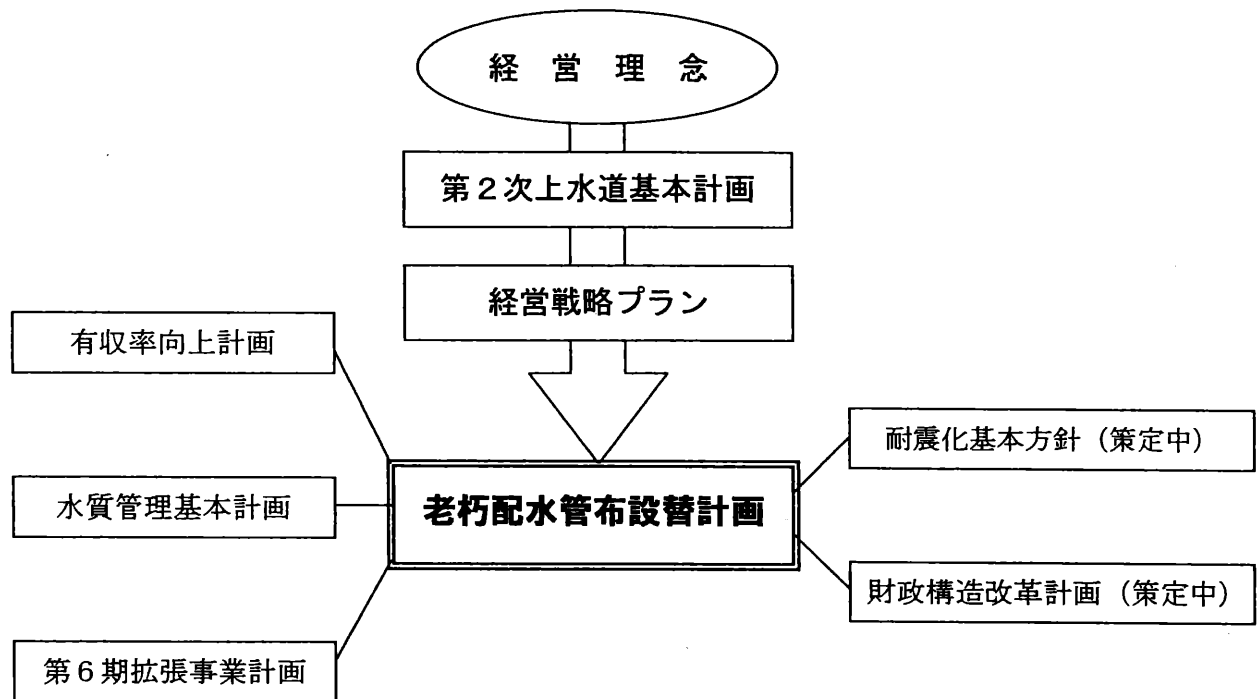 経営理念
第２次上水道基本計画
経営戦略プラン
有収率向上計画
水質管理基本計画
第６期拡張事業計画
老朽配水管布設替計画
耐震化基本方針（策定中）
財政構造改革計画（策定中）